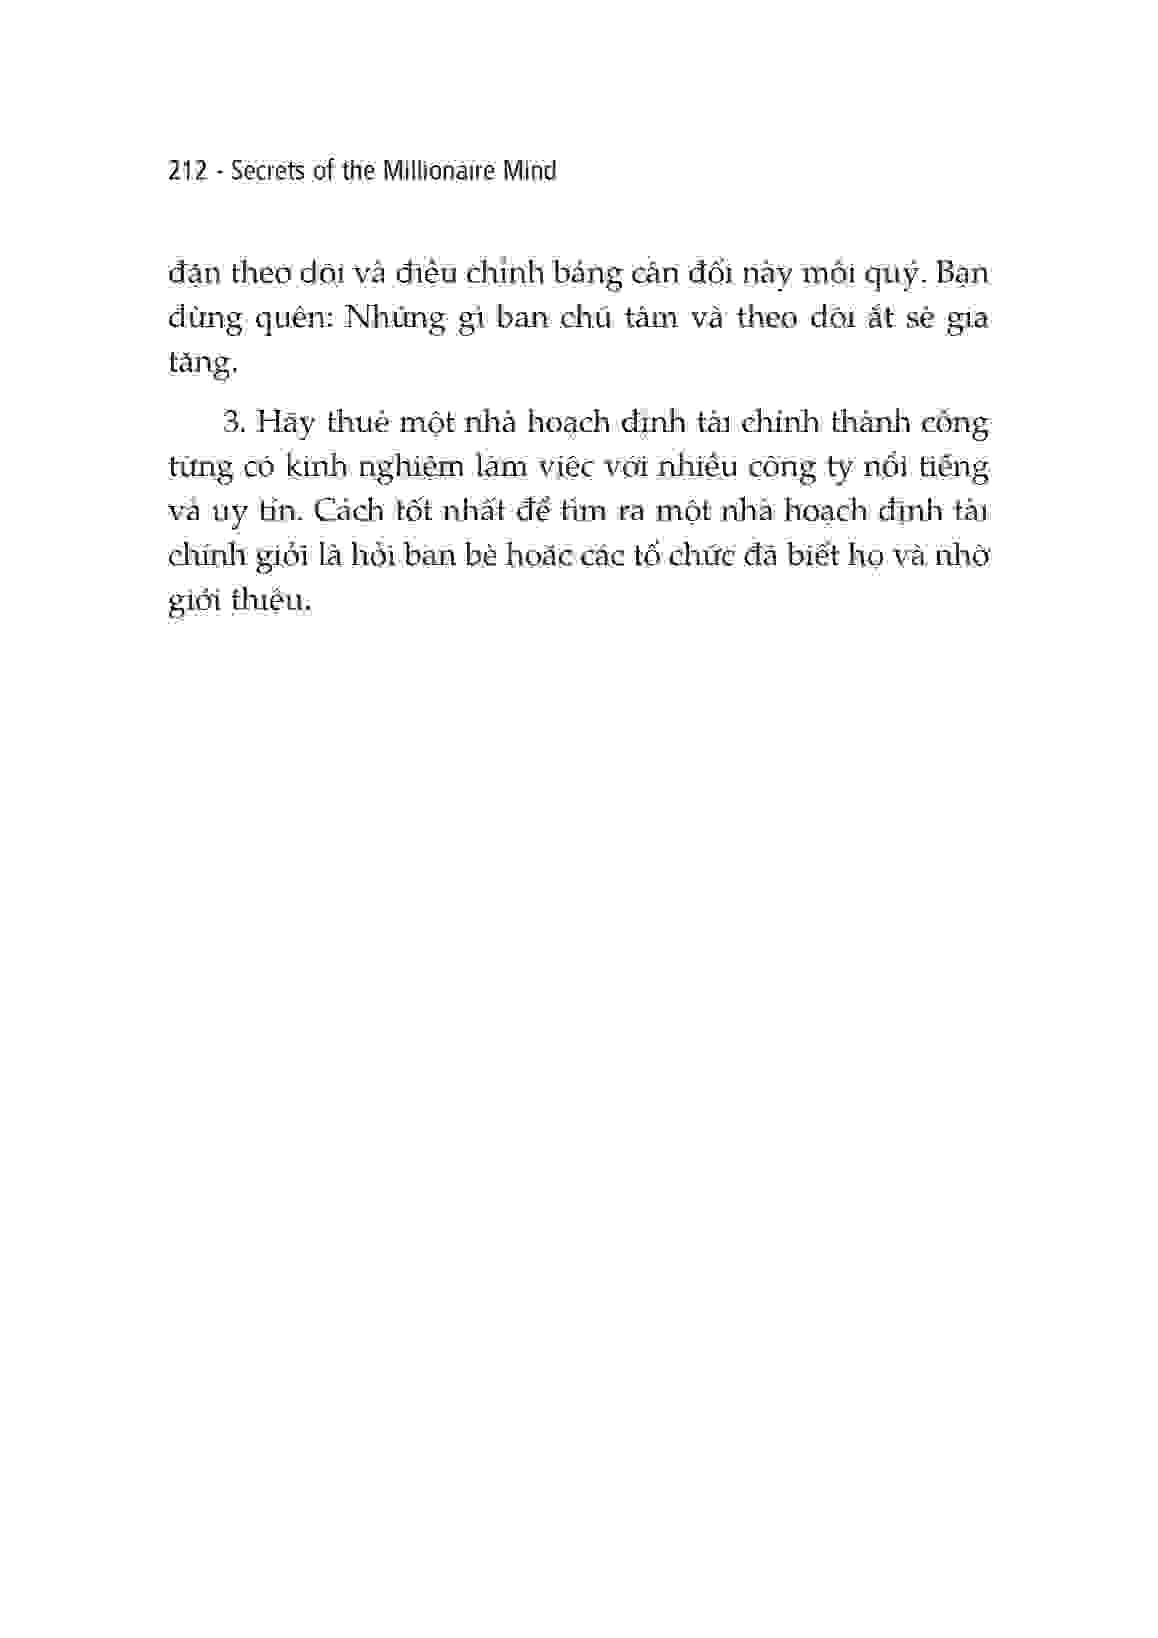 212 - Secrets of the Millionaire Mind
đặn theo dõi và điều chỉnh bảng cân đối này mỗi quý. Bạn
đừng quên: Những gì bạn chú tâm và theo dõi ắt sẽ gia
tăng.
3. Hãy thuê một nhà hoạch định tài chính thành công
từng có kinh nghiệm làm việc với nhiều công ty nổi tiếng
và uy tín. Cách tốt nhất để tìm ra một nhà hoạch định tài
chính giỏi là hỏi bạn bè hoặc các tổ chức đã biết họ và nhờ
giới thiệu.